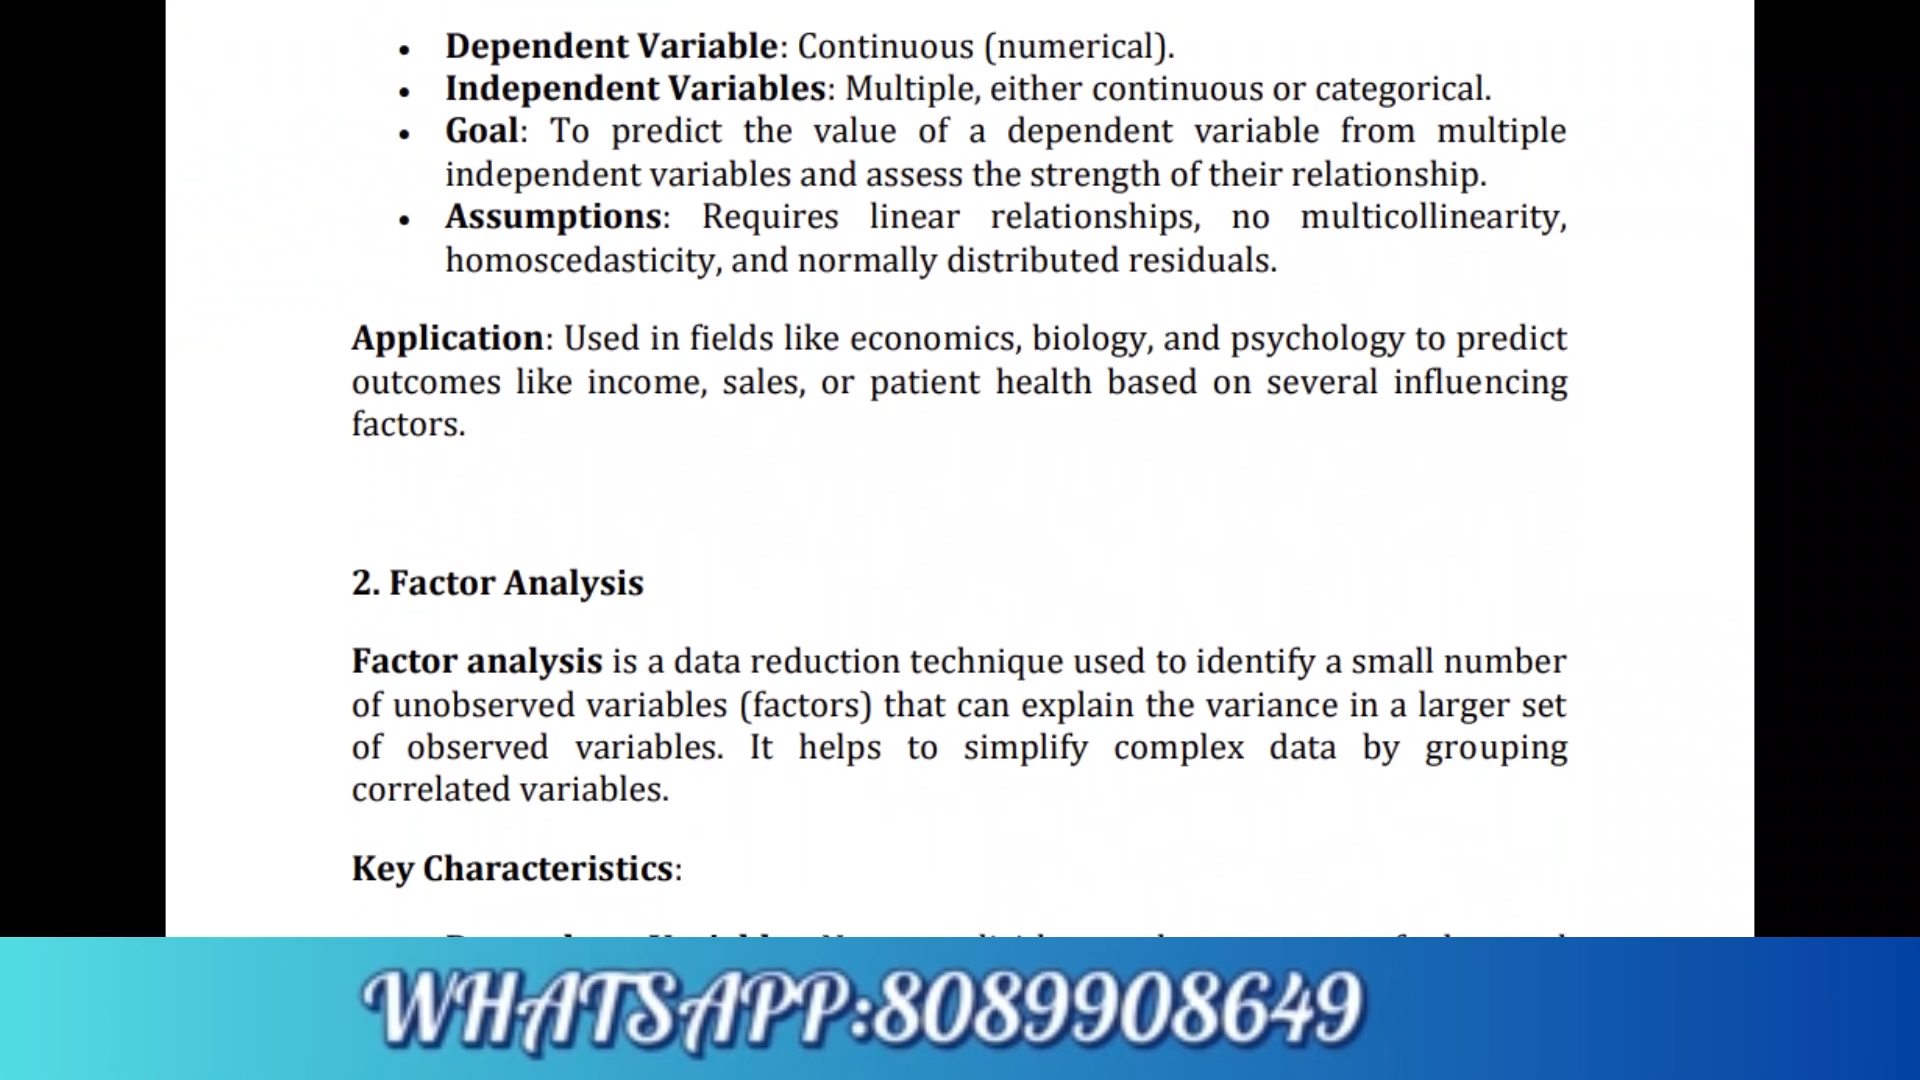 • Dependent Variable: Continuous (numerical).
• Independent Variables: Multiple, either continuous or categorical.
• Goal: To predict the value of a dependent variable from multiple
independent variables and assess the strength of their relationship.
• Assumptions: Requires linear relationships, no multicollinearity,
homoscedasticity, and normally distributed residuals.
Application: Used in fields like economics, biology, and psychology to predict
outcomes like income, sales, or patient health based on several influencing
factors.
2. Factor Analysis
Factor analysis is a data reduction technique used to identify a small number
of unobserved variables (factors) that can explain the variance in a larger set
of observed variables. It helps to simplify complex data by grouping
correlated variables.
Key Characteristics:
WHATSAPP:8089908649